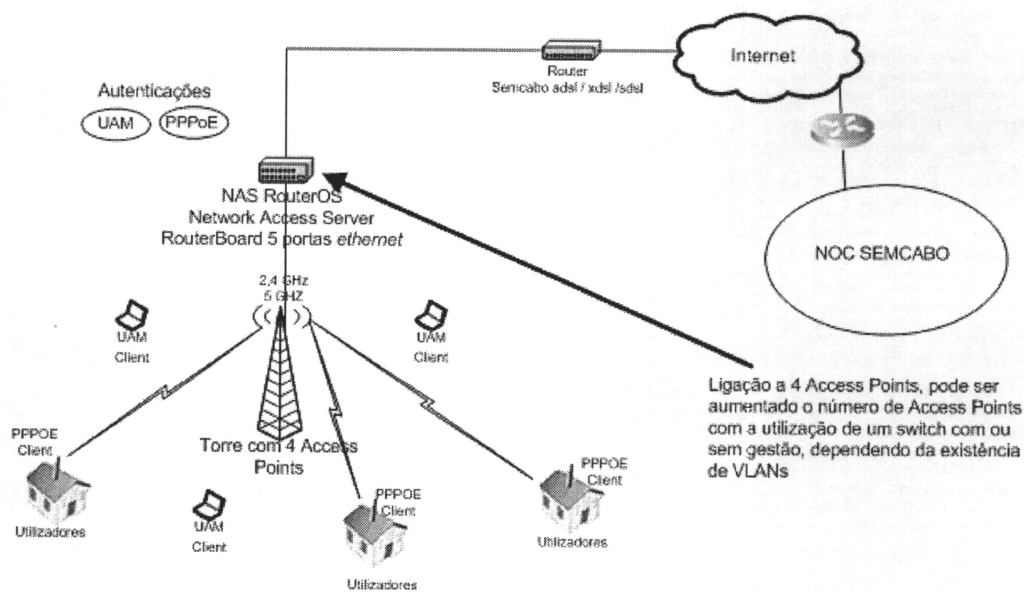 Internet
Router
Semcabo adsl / xdsl /sdsl
Autenticações
UAM
PPPoE
NAS RouterOS
Network Access Server
RouterBoard 5 portas ethernet
NOC SEMCABO
2,4 GHz
5 GHZ
UAM
Client
UAM
Client
Ligação a 4 Access Points, pode ser
aumentado o número de Access Points
com a utilização de um switch com ou
sem gestão, dependendo da existência
de VLANs
PPPOE
Client
Torre com 4 Access
Points
PPPOE
Client
PPPOE
Client
UAM
Client
Utilizadores
Utilizadores
Utilizadores